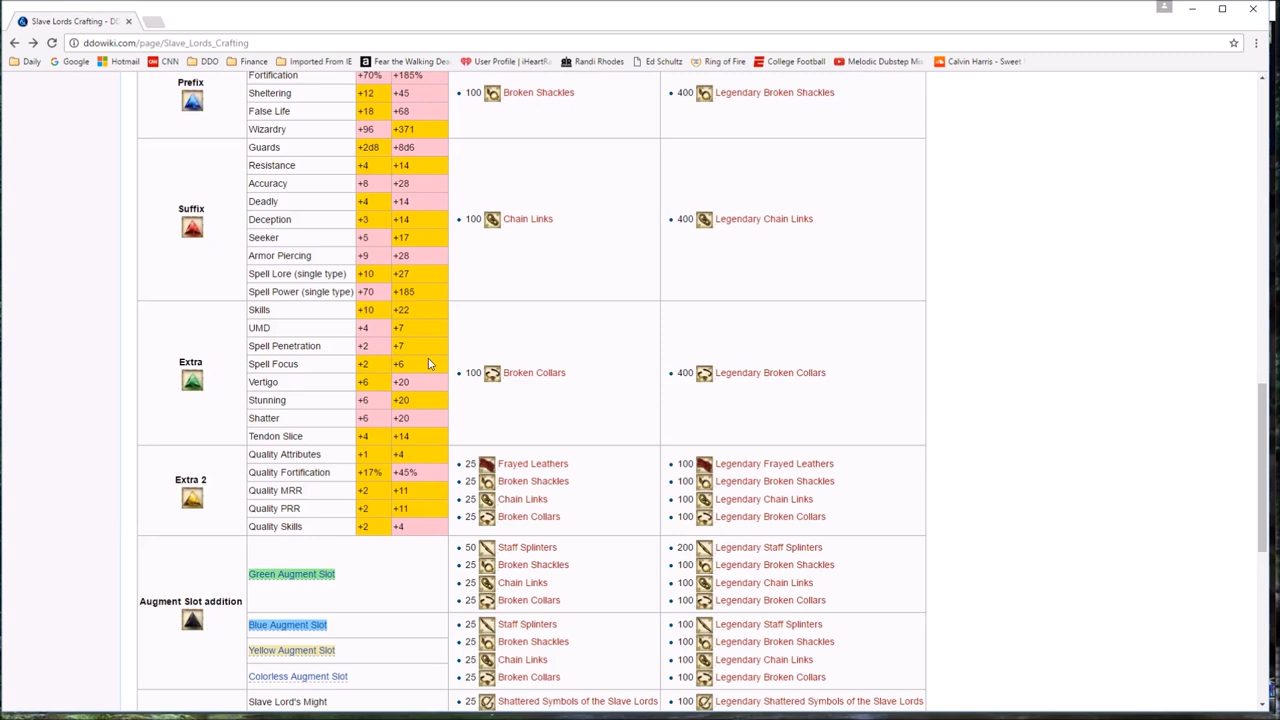 Slave Lords Crafting - DD
ddowiki.com/page/Slave_Lords_Crafting
Daily Google Hotmail CNN DDO Finance Imported From IE Fear the Walking Dea User Profile | iHeartRa Randi Rhodes Ed Schultz Ring of Fire College Football Melodic Dubstep Mi Calvin Harris - Sweet
Fortification +70% +185%
Prefix
Sheltering +12 +45
100 Broken Shackles 400 Legendary Broken Shackles
False Life +18 +68
Wizardry +96 +371
Guards +2d8 +8d6
Resistance +4 +14
Accuracy +8 +28
Deadly +4 +14
Suffix
Deception +3 +14
100 Chain Links 400 Legendary Chain Links
Seeker +5 +17
Armor Piercing +9 +28
Spell Lore (single type) +10 +27
Spell Power (single type) +70 +185
Skills +10 +22
UMD +4 +7
Spell Penetration +2 +7
Extra
Spell Focus +2 +6
100 Broken Collars 400 Legendary Broken Collars
Vertigo +6 +20
Stunning +6 +20
Shatter +6 +20
Tendon Slice +4 +14
Quality Attributes +1 +4
Quality Fortification +17% +45%
Extra 2
Quality MRR +2 +11
Quality PRR +2 +11
Quality Skills +2 +4
25 Frayed Leathers 100 Legendary Frayed Leathers
25 Broken Shackles 100 Legendary Broken Shackles
25 Chain Links 100 Legendary Chain Links
25 Broken Collars 100 Legendary Broken Collars
Augment Slot addition
Green Augment Slot
50 Staff Splinters 200 Legendary Staff Splinters
25 Broken Shackles 100 Legendary Broken Shackles
25 Chain Links 100 Legendary Chain Links
25 Broken Collars 100 Legendary Broken Collars
Blue Augment Slot
Yellow Augment Slot
Colorless Augment Slot
25 Staff Splinters 100 Legendary Staff Splinters
25 Broken Shackles 100 Legendary Broken Shackles
25 Chain Links 100 Legendary Chain Links
25 Broken Collars 100 Legendary Broken Collars
Slave Lord's Might 25 Shattered Symbols of the Slave Lords 100 Legendary Shattered Symbols of the Slave Lords